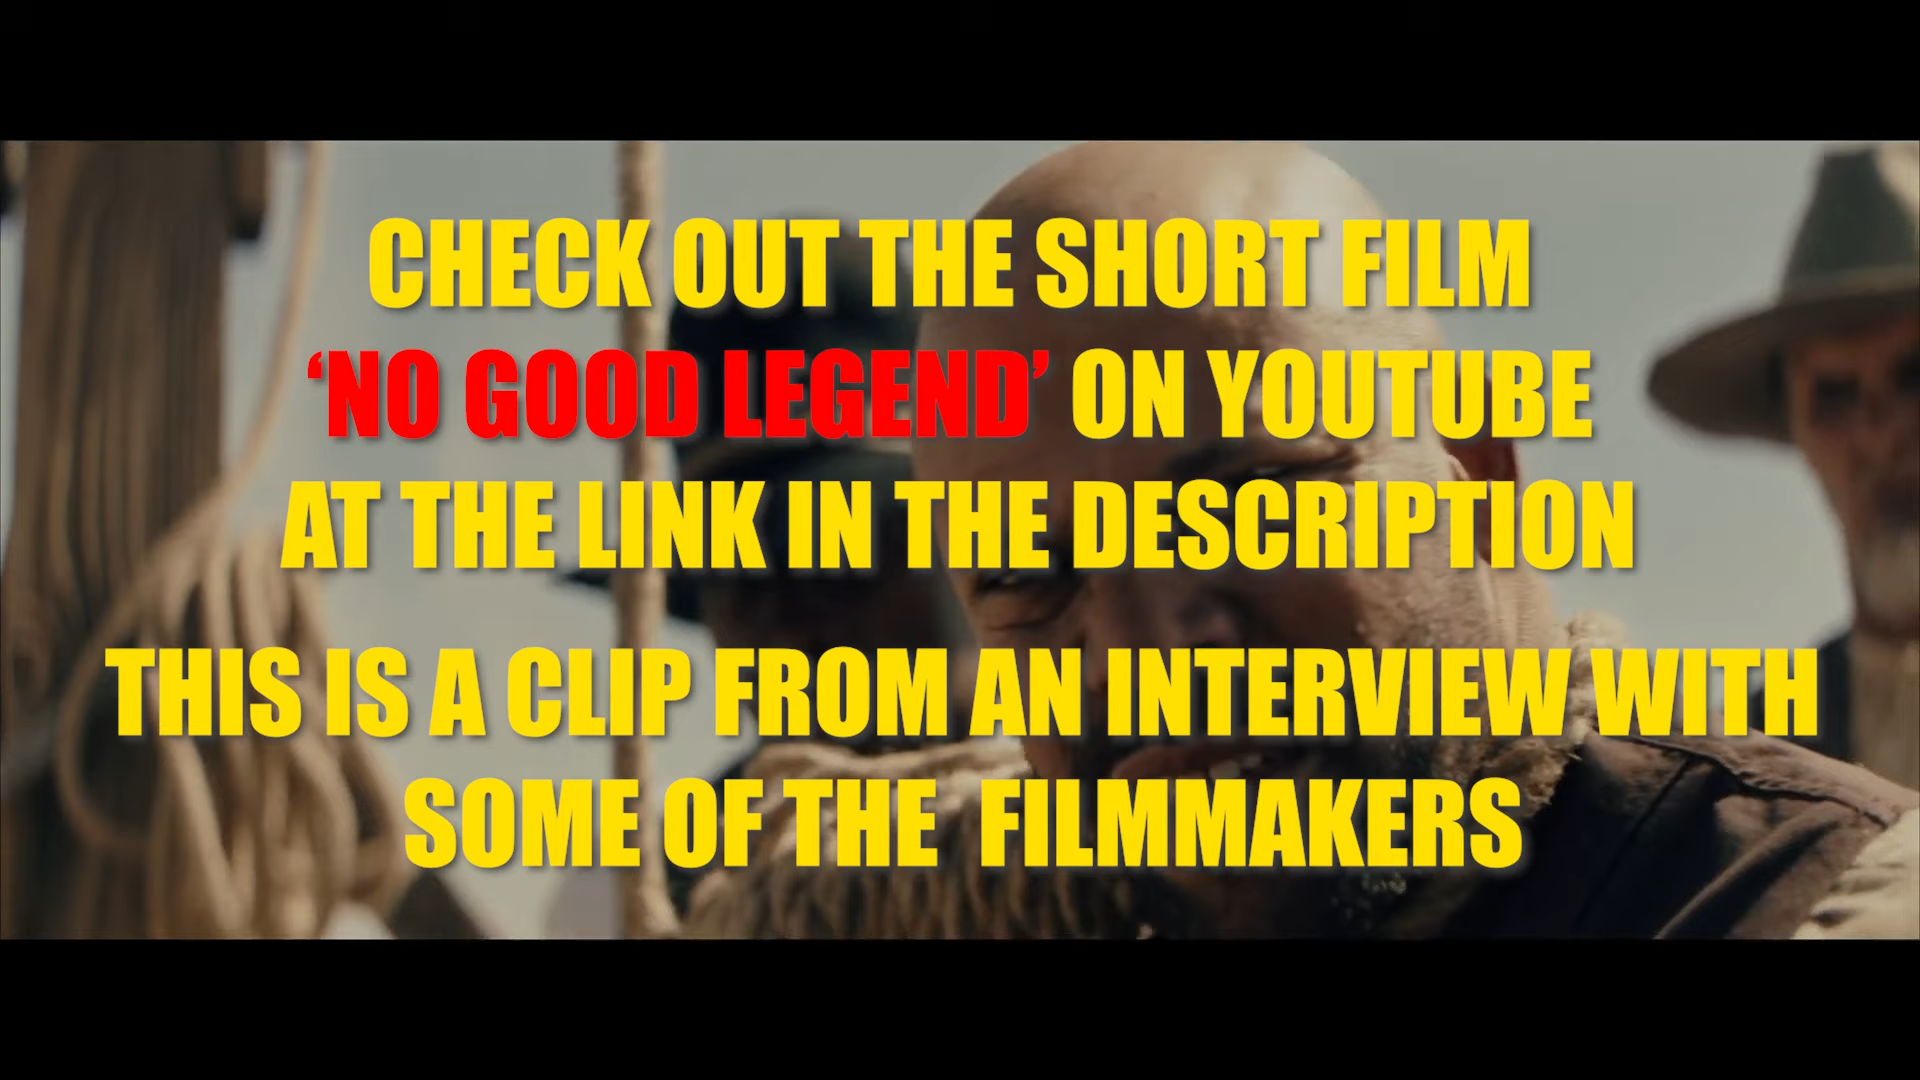 CHECK OUT THE SHORT FILM
‘NO GOOD LEGEND’ ON YOUTUBE
AT THE LINK IN THE DESCRIPTION
THIS IS A CLIP FROM AN INTERVIEW WITH
SOME OF THE  FILMMAKERS